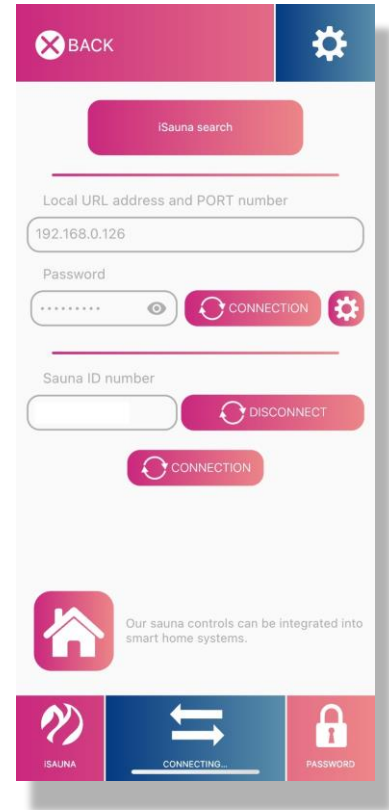 BACK
iSauna search
Local URL address and PORT number
192.168.0.126
Password
CONNECTION
Sauna ID number
DISCONNECT
CONNECTION
Our sauna controls can be integrated into
smart home systems.
iSAUNA
CONNECTING...
PASSWORD